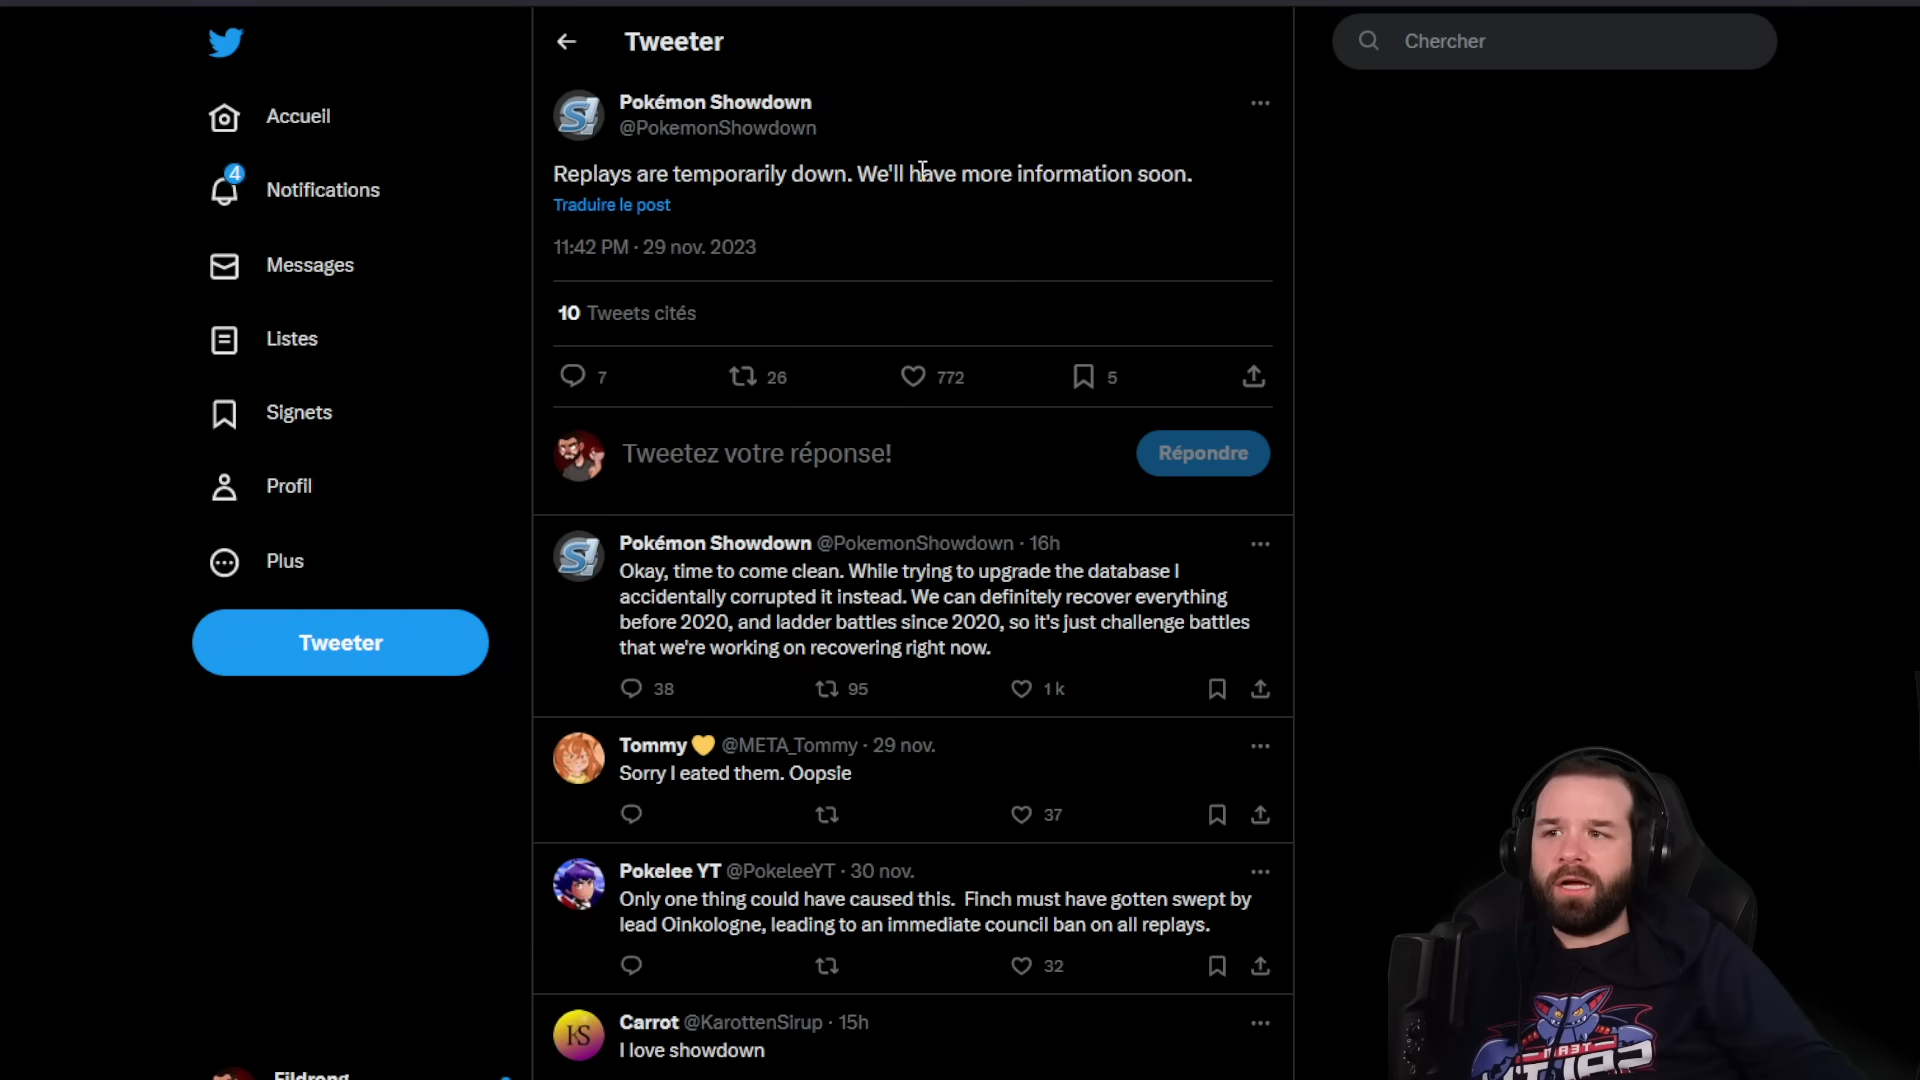 Tweeter
Chercher
Accueil
4
Notifications
Messages
Listes
Signets
Profil
Plus
Tweeter
Pokémon Showdown
@PokemonShowdown
Replays are temporarily down. We'll have more information soon.
Traduire le post
11:42 PM · 29 nov. 2023
10 Tweets cités
7 26 772 5
Tweetez votre réponse!
Répondre
Pokémon Showdown @PokemonShowdown · 16h
Okay, time to come clean. While trying to upgrade the database I
accidentally corrupted it instead. We can definitely recover everything
before 2020, and ladder battles since 2020, so it's just challenge battles
that we're working on recovering right now.
38 95 1 k
Tommy 💛 @META_Tommy · 29 nov.
Sorry I eated them. Oopsie
37
Pokelee YT @PokeleeYT · 30 nov.
Only one thing could have caused this. Finch must have gotten swept by
lead Oinkologne, leading to an immediate council ban on all replays.
32
KS
Carrot @KarottenSirup · 15h
I love showdown
Fildrong
TEAM